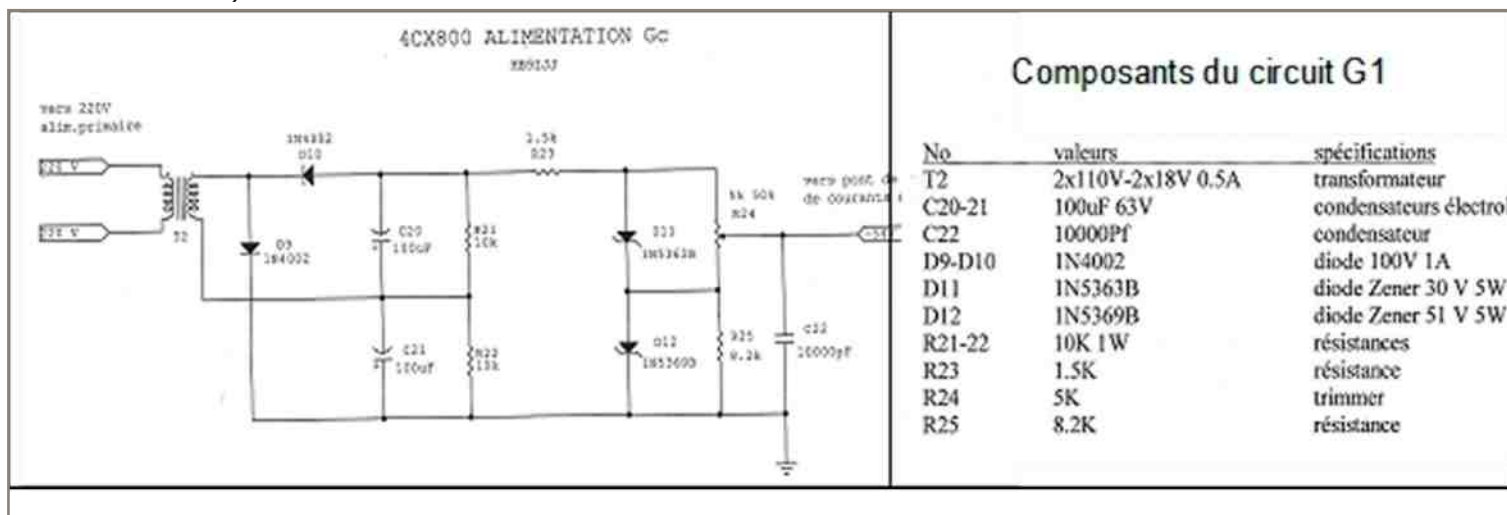 4CX800 ALIMENTATION Gc
vers 220V
alim.primaire
220 V
220 V
T2
D10
D9
1N4002
C20
100uF
R21
10k
C21
100uF
R22
10k
R23
D11
1N5363B
D12
1N5369B
5k 50%
R24
R25
8.2k
C22
10000pF
vers pont de
de courants
Composants du circuit G1
No valeurs spécifications
T2 2x110V-2x18V 0.5A transformateur
C20-21 100uF 63V condensateurs électrol
C22 10000Pf condensateur
D9-D10 1N4002 diode 100V 1A
D11 1N5363B diode Zener 30 V 5W
D12 1N5369B diode Zener 51 V 5W
R21-22 10K 1W résistances
R23 1.5K résistance
R24 5K trimmer
R25 8.2K résistance